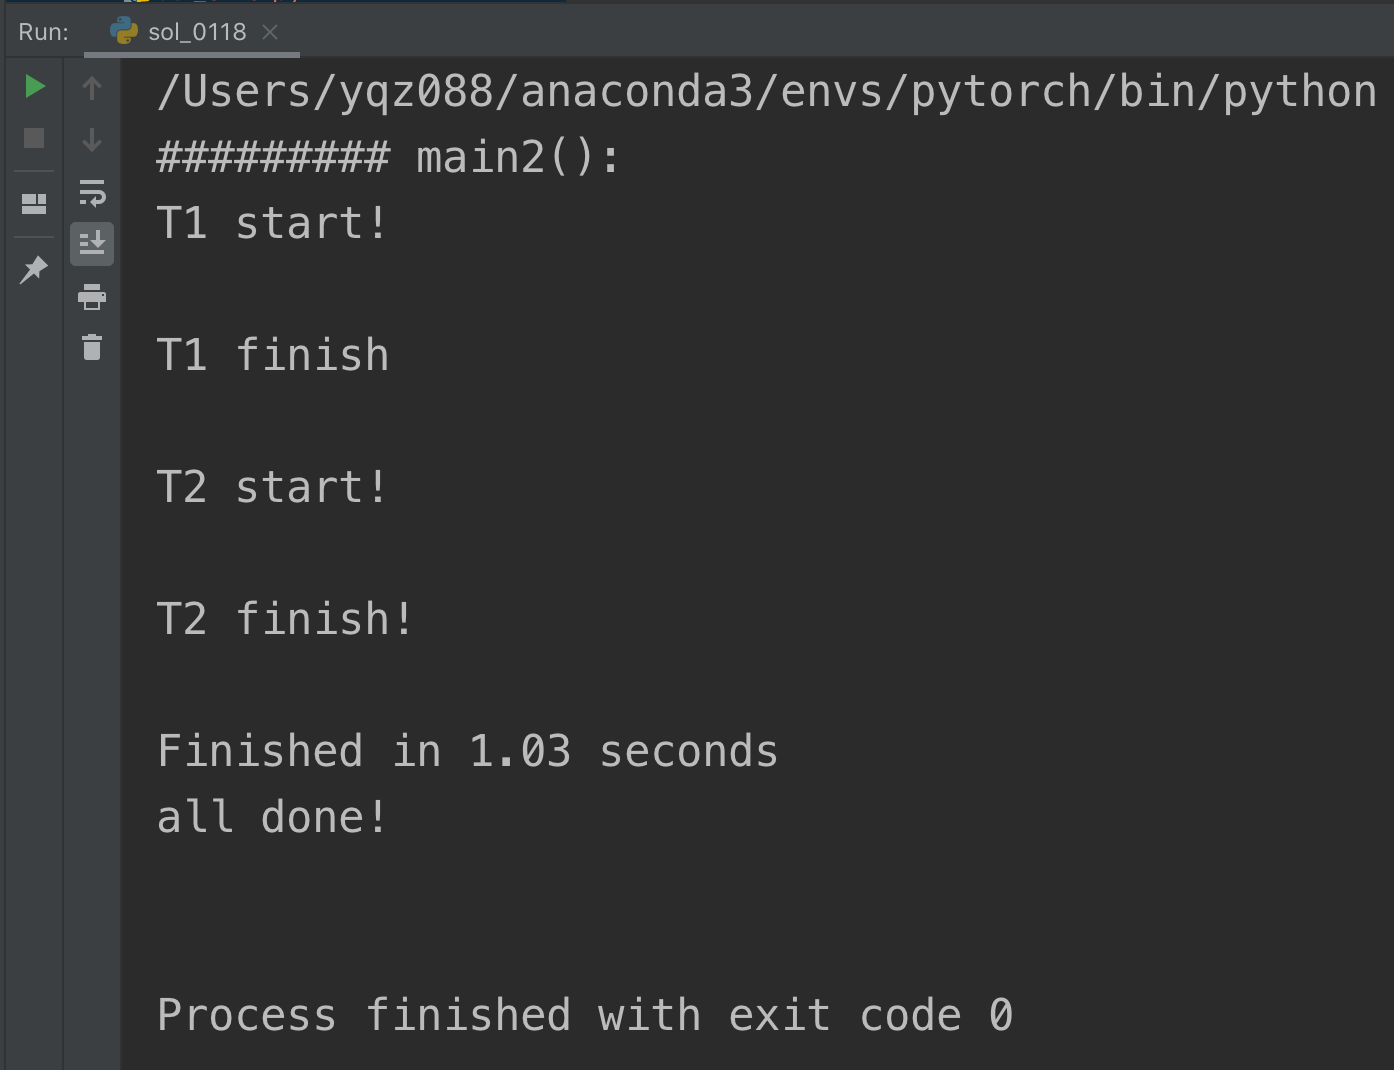 Run: sol_0118
/Users/yqz088/anaconda3/envs/pytorch/bin/python
######### main2():
T1 start!
T1 finish
T2 start!
T2 finish!
Finished in 1.03 seconds
all done!
Process finished with exit code 0